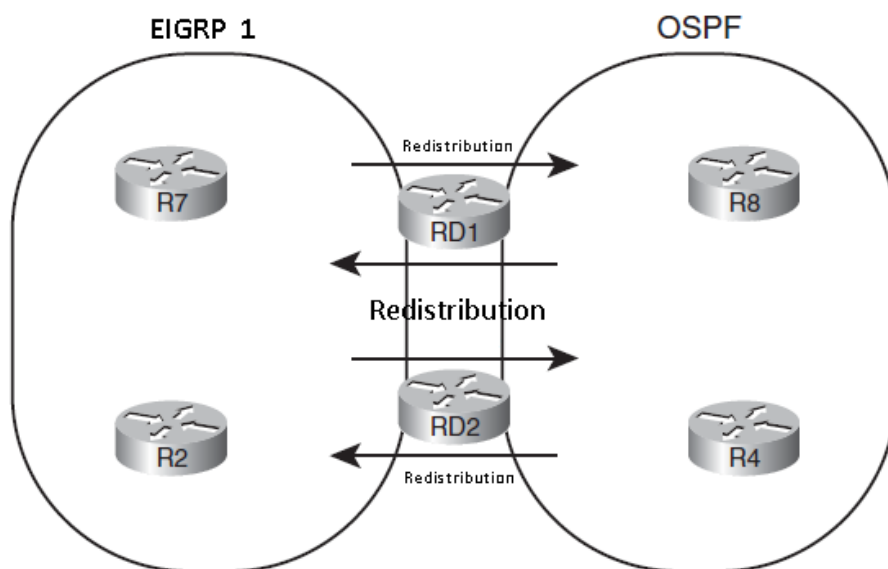 EIGRP 1
OSPF
Redistribution
R7
RD1
R8
Redistribution
R2
RD2
R4
Redistribution